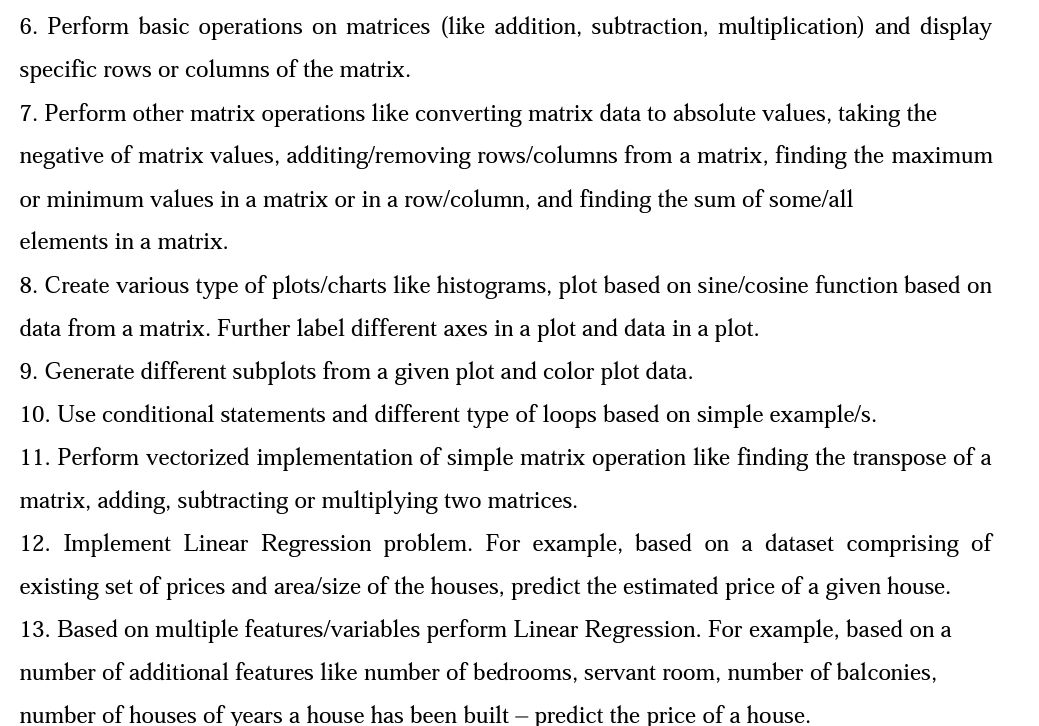 6. Perform basic operations on matrices (like addition, subtraction, multiplication) and display
specific rows or columns of the matrix.
7. Perform other matrix operations like converting matrix data to absolute values, taking the
negative of matrix values, additing/removing rows/columns from a matrix, finding the maximum
or minimum values in a matrix or in a row/column, and finding the sum of some/all
elements in a matrix.
8. Create various type of plots/charts like histograms, plot based on sine/cosine function based on
data from a matrix. Further label different axes in a plot and data in a plot.
9. Generate different subplots from a given plot and color plot data.
10. Use conditional statements and different type of loops based on simple example/s.
11. Perform vectorized implementation of simple matrix operation like finding the transpose of a
matrix, adding, subtracting or multiplying two matrices.
12. Implement Linear Regression problem. For example, based on a dataset comprising of
existing set of prices and area/size of the houses, predict the estimated price of a given house.
13. Based on multiple features/variables perform Linear Regression. For example, based on a
number of additional features like number of bedrooms, servant room, number of balconies,
number of houses of years a house has been built – predict the price of a house.